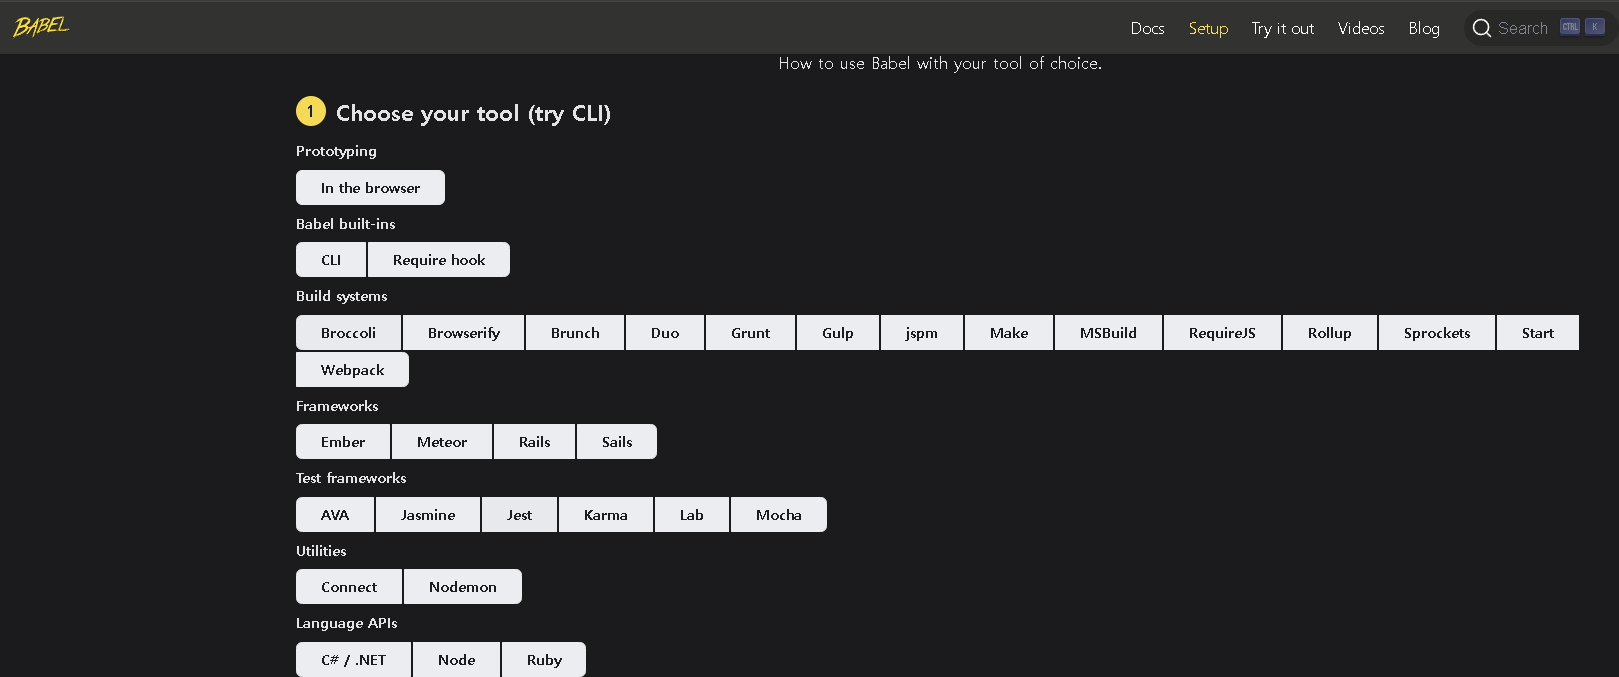 BABEL
Docs Setup Try it out Videos Blog Search CTRL K
How to use Babel with your tool of choice.
1 Choose your tool (try CLI)
Prototyping
In the browser
Babel built-ins
CLI Require hook
Build systems
Broccoli Browserify Brunch Duo Grunt Gulp jspm Make MSBuild RequireJS Rollup Sprockets Start
Webpack
Frameworks
Ember Meteor Rails Sails
Test frameworks
AVA Jasmine Jest Karma Lab Mocha
Utilities
Connect Nodemon
Language APIs
C# / .NET Node Ruby